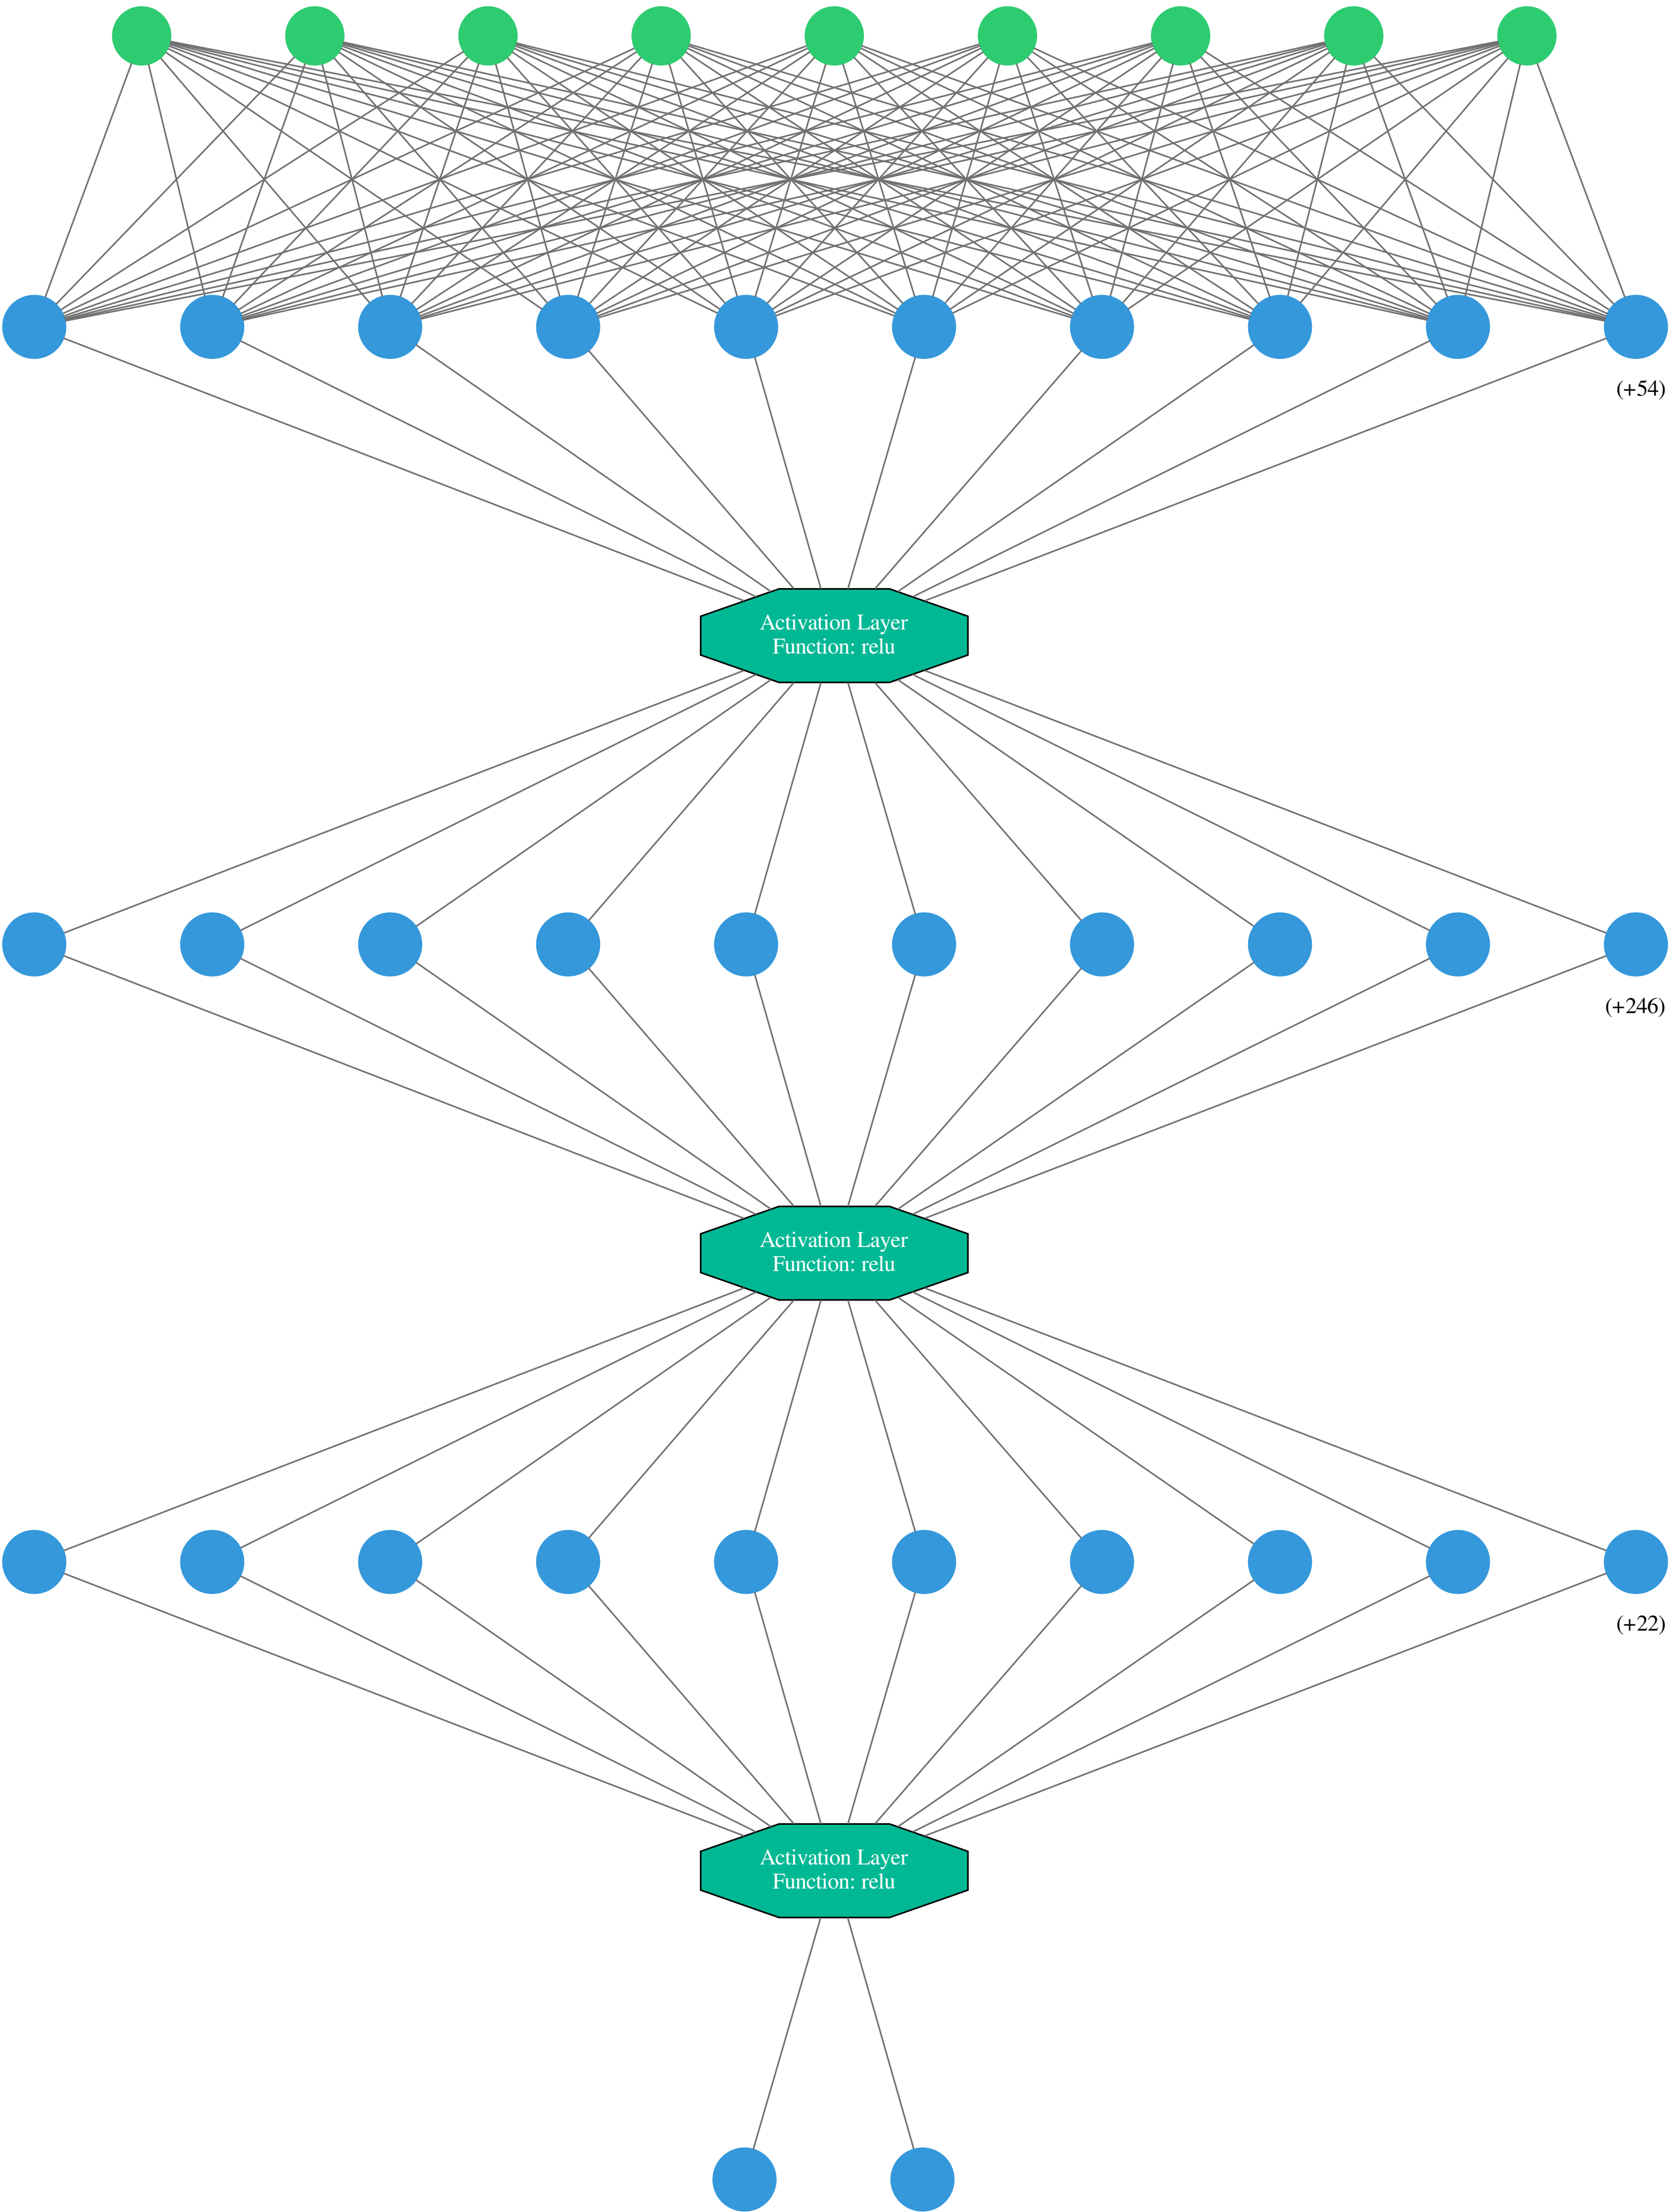 (+54)
Activation Layer
Function: relu
(+246)
Activation Layer
Function: relu
(+22)
Activation Layer
Function: relu